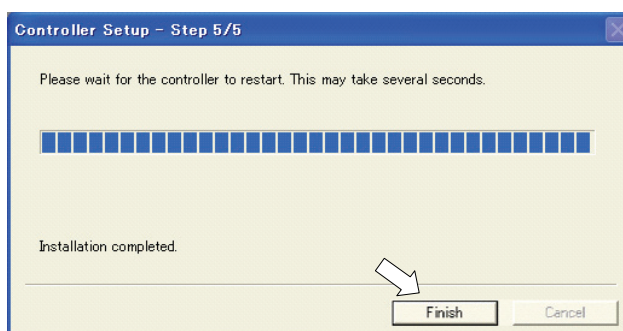 Controller Setup - Step 5/5
Please wait for the controller to restart. This may take several seconds.
Installation completed.
Finish
Cancel